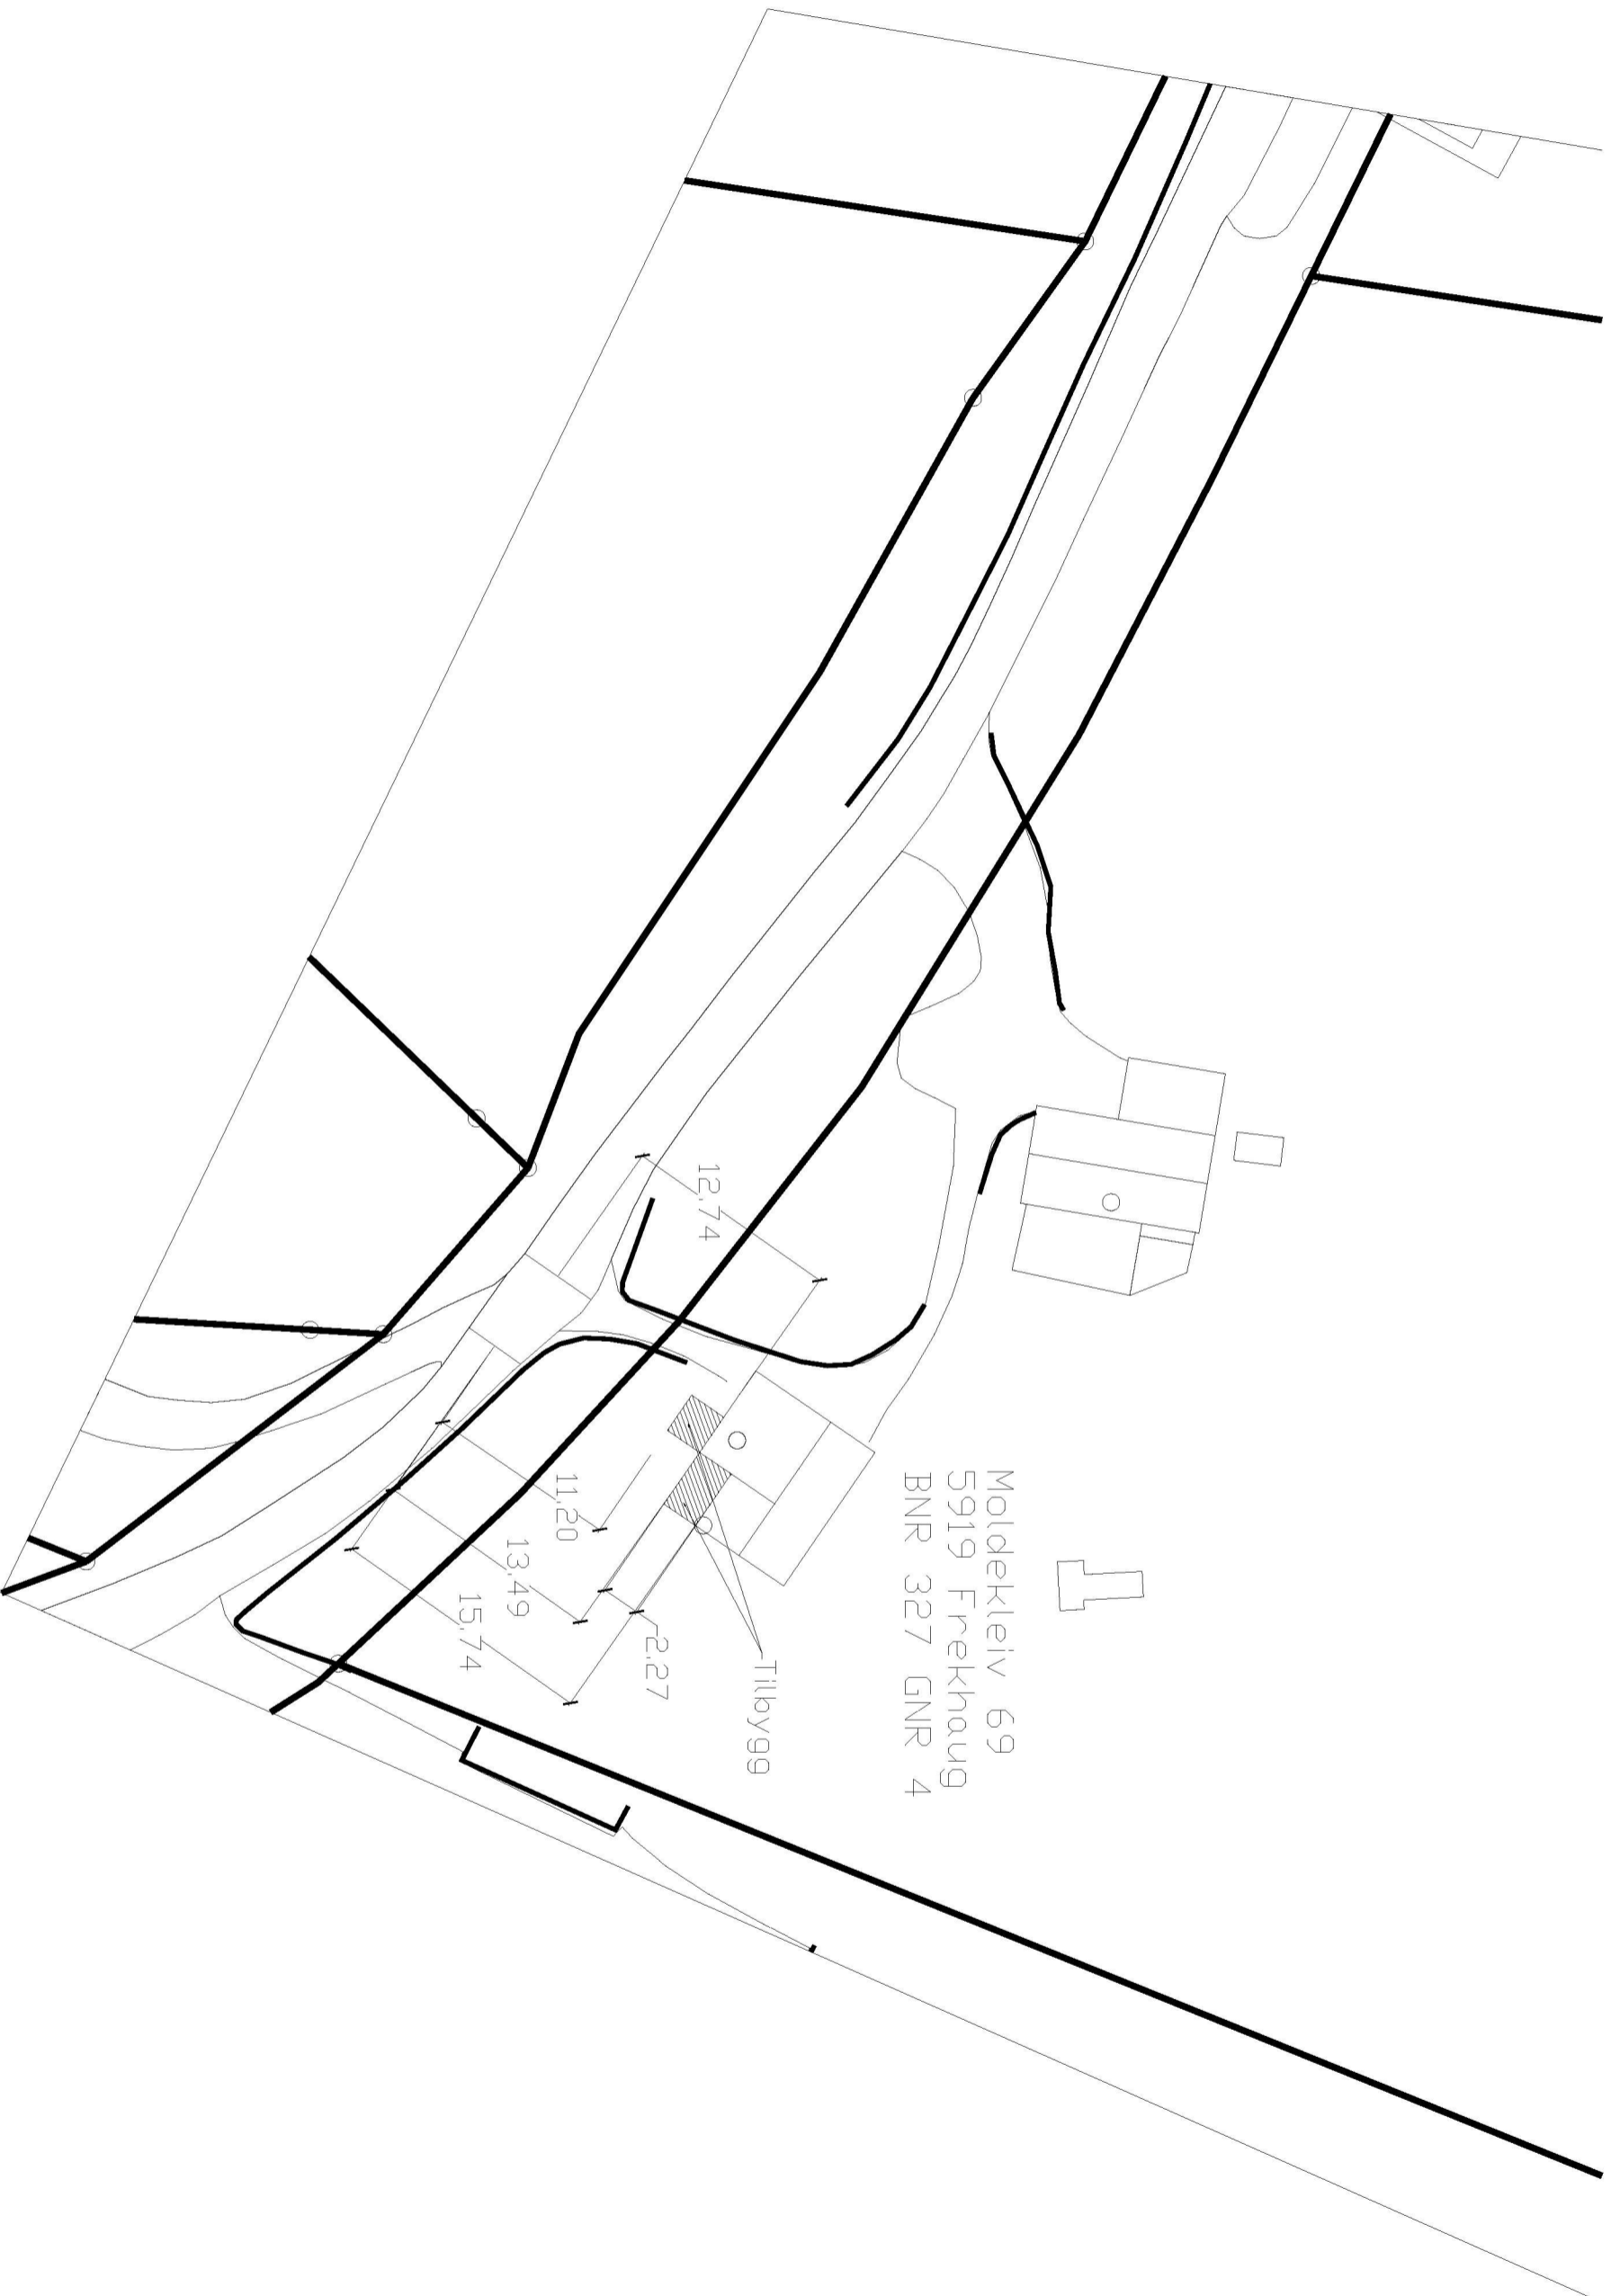 Moldekleiv 69
5919 Frekhaug
BNR 327 GNR 4
12.74
11.20
13.49
15.74
2.27
Tilbygg